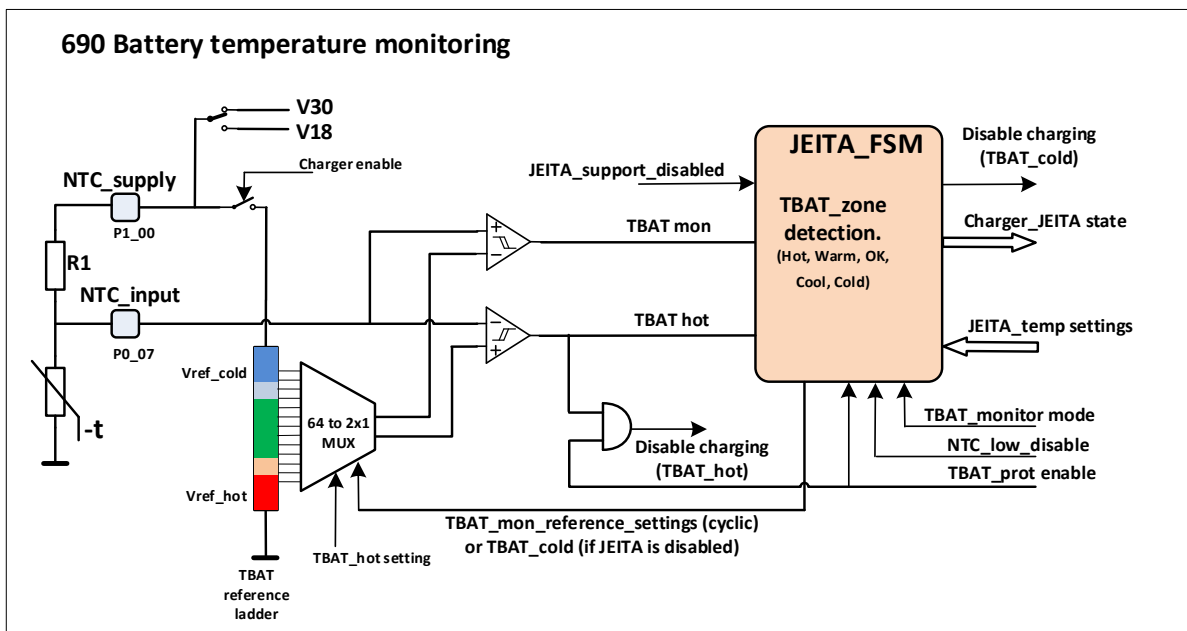 690 Battery temperature monitoring
V30
V18
Charger enable
NTC_supply
P1_00
R1
NTC_input
P0_07
-t
Vref_cold
Vref_hot
64 to 2x1
MUX
TBAT
reference
ladder
TBAT_hot setting
+
−
−
+
TBAT mon
TBAT hot
JEITA_support_disabled
JEITA_FSM
TBAT_zone
detection.
(Hot, Warm, OK,
Cool, Cold)
Disable charging
(TBAT_cold)
Charger_JEITA state
JEITA_temp settings
TBAT_monitor mode
NTC_low_disable
TBAT_prot enable
Disable charging
(TBAT_hot)
TBAT_mon_reference_settings (cyclic)
or TBAT_cold (if JEITA is disabled)